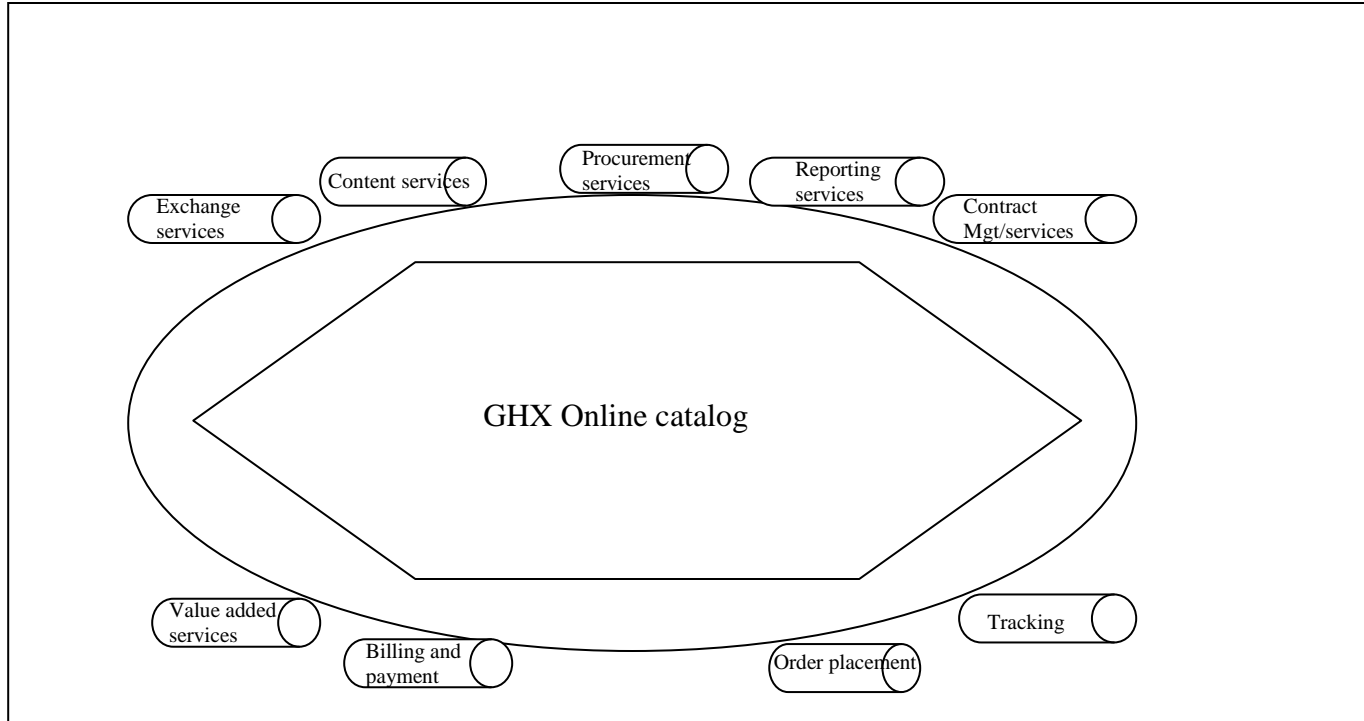 Procurement
services
Reporting
services
Content services
Exchange
services
Contract
Mgt/services
GHX Online catalog
Value added
services
Tracking
Billing and
payment
Order placement